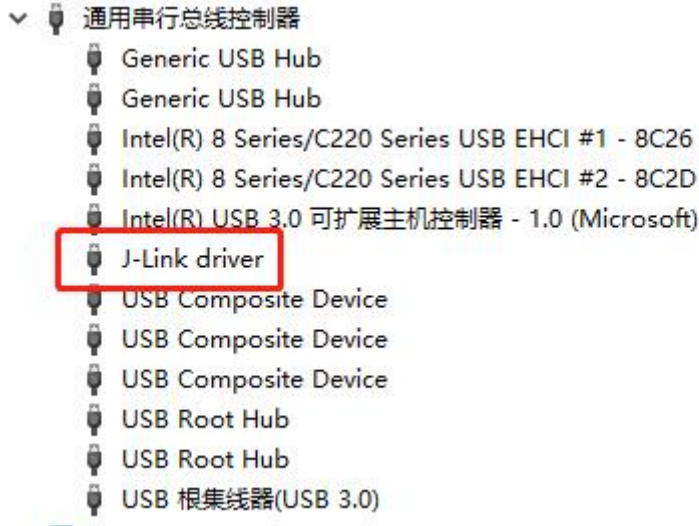 通用串行总线控制器
Generic USB Hub
Generic USB Hub
Intel(R) 8 Series/C220 Series USB EHCI #1 - 8C26
Intel(R) 8 Series/C220 Series USB EHCI #2 - 8C2D
Intel(R) USB 3.0 可扩展主机控制器 - 1.0 (Microsoft)
J-Link driver
USB Composite Device
USB Composite Device
USB Composite Device
USB Root Hub
USB Root Hub
USB 根集线器(USB 3.0)